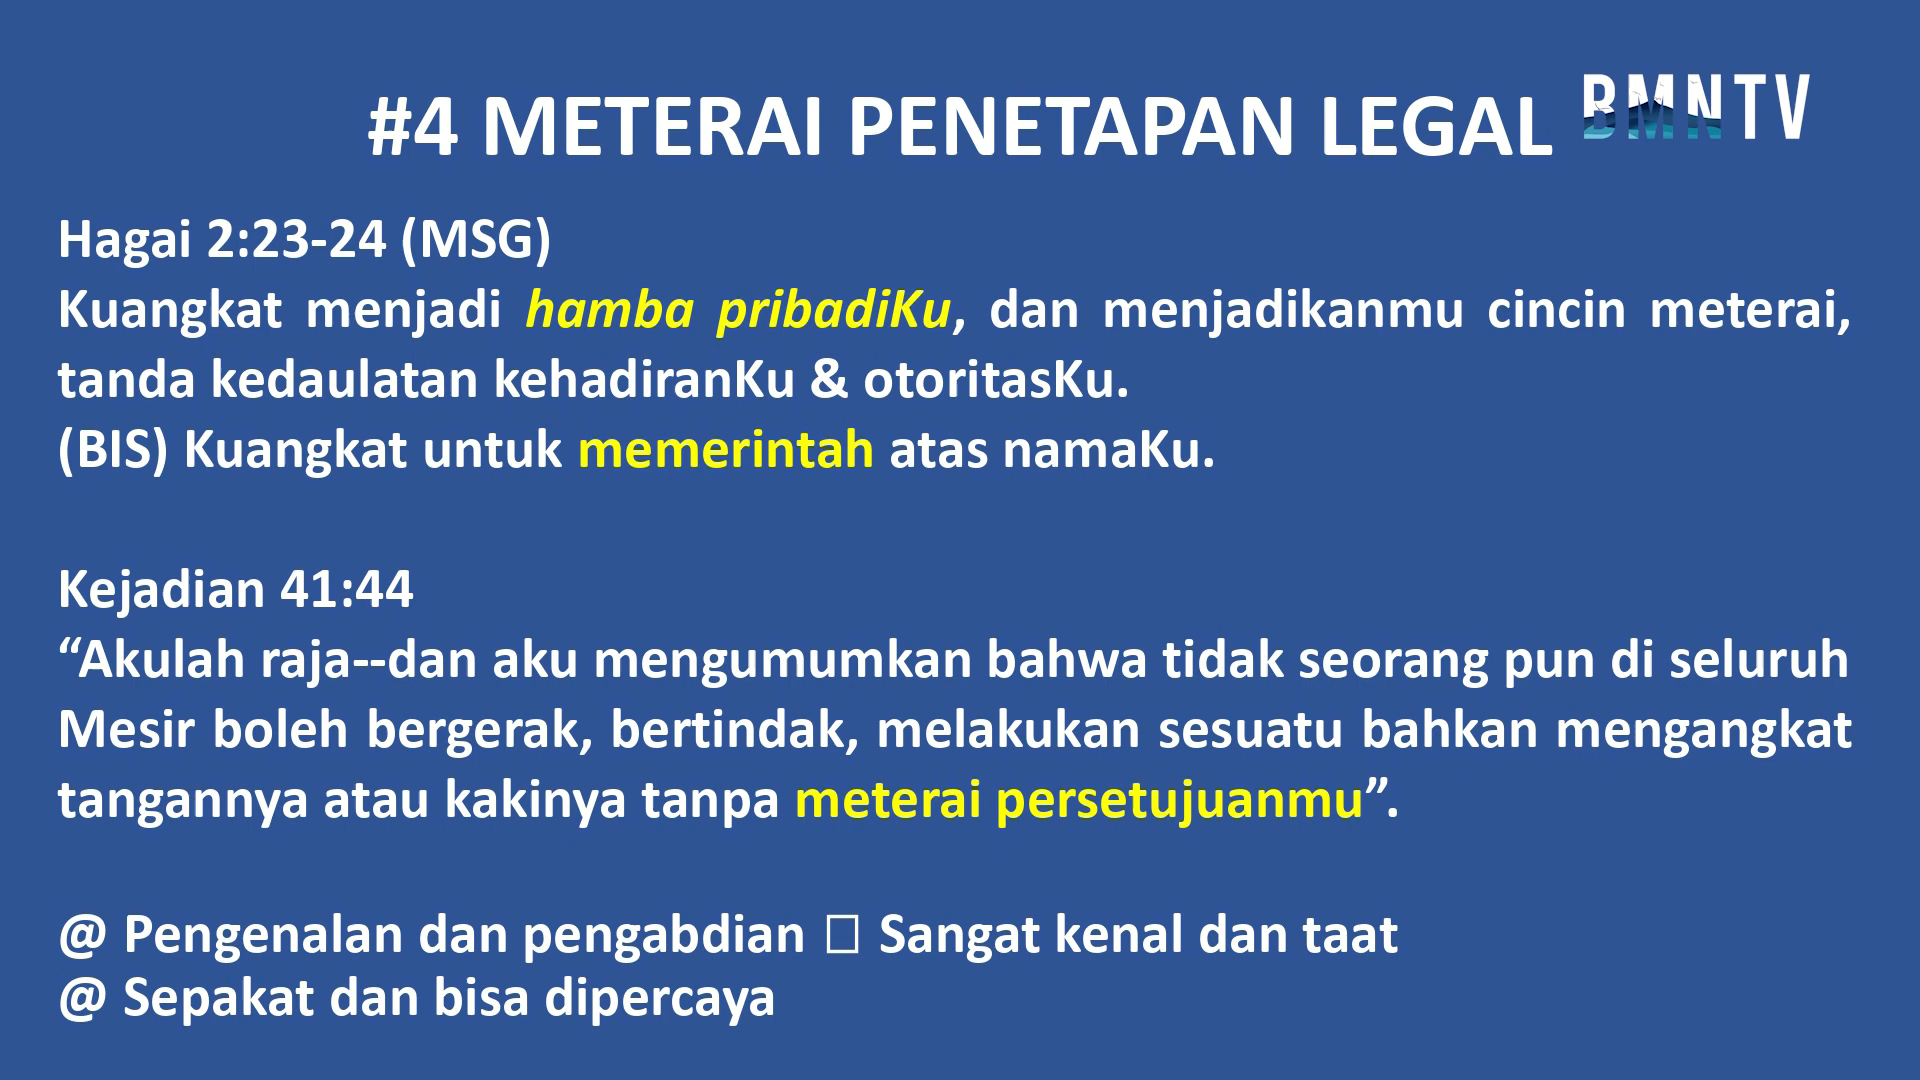 #4 METERAI PENETAPAN LEGAL BMNTV
Hagai 2:23-24 (MSG)
Kuangkat menjadi hamba pribadiKu, dan menjadikanmu cincin meterai,
tanda kedaulatan kehadiranKu & otoritasKu.
(BIS) Kuangkat untuk memerintah atas namaKu.
Kejadian 41:44
“Akulah raja--dan aku mengumumkan bahwa tidak seorang pun di seluruh
Mesir boleh bergerak, bertindak, melakukan sesuatu bahkan mengangkat
tangannya atau kakinya tanpa meterai persetujuanmu”.
@ Pengenalan dan pengabdian □ Sangat kenal dan taat
@ Sepakat dan bisa dipercaya